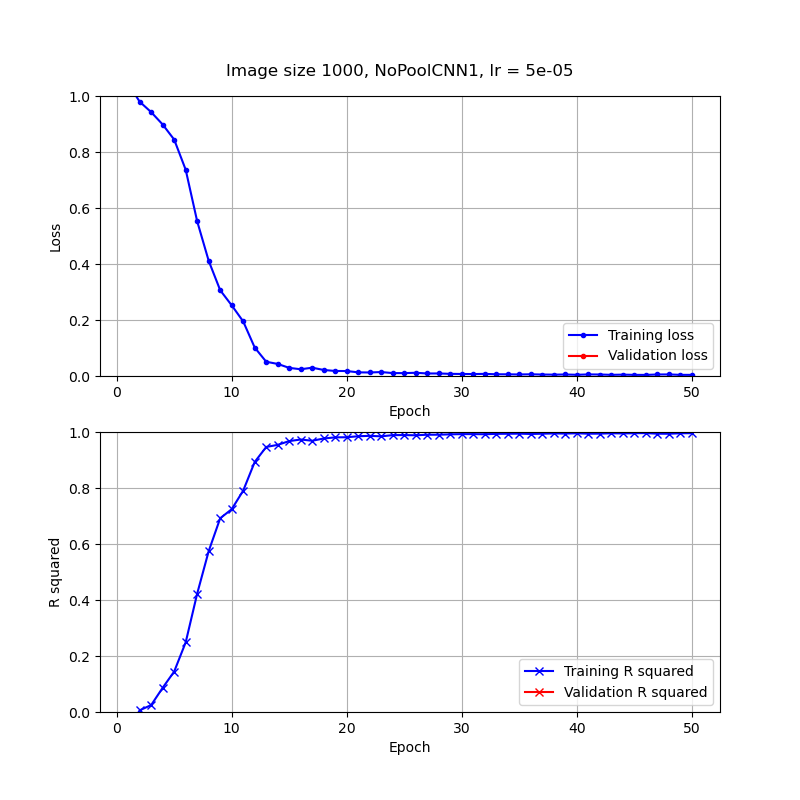 Image size 1000, NoPoolCNN1, lr = 5e-05
1.0
0.8
0.6
0.4
0.2
0.0
Loss
Training loss
Validation loss
0 10 20 30 40 50
Epoch
1.0
0.8
0.6
0.4
0.2
0.0
R squared
Training R squared
Validation R squared
0 10 20 30 40 50
Epoch